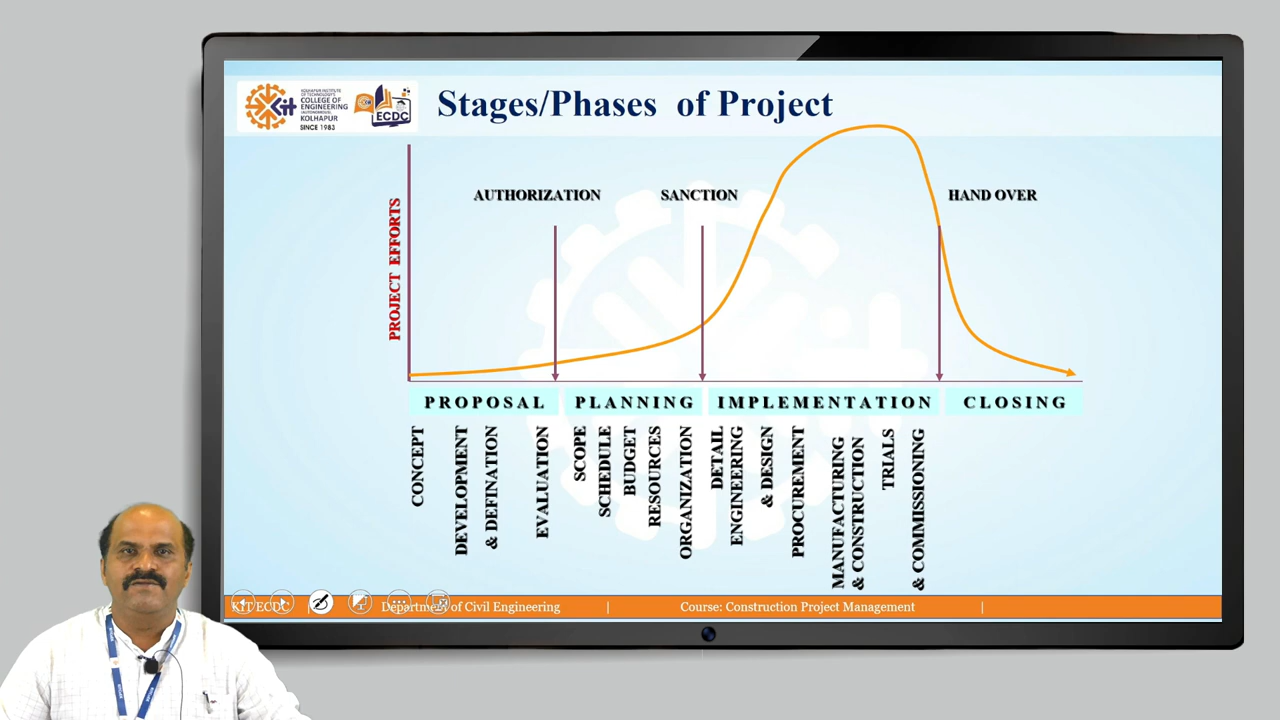 KOLHAPUR INSTITUTE
OF TECHNOLOGY'S
COLLEGE OF
ENGINEERING
(AUTONOMOUS)
KOLHAPUR
SINCE 1983
ECDC
Stages/Phases of Project
AUTHORIZATION
SANCTION
HAND OVER
PROJECT EFFORTS
PROPOSAL
PLANNING
IMPLEMENTATION
CLOSING
CONCEPT
DEVELOPMENT
& DEFINATION
EVALUATION
SCOPE
SCHEDULE
BUDGET
RESOURCES
ORGANIZATION
DETAIL
ENGINEERING
& DESIGN
PROCUREMENT
MANUFACTURING
& CONSTRUCTION
TRIALS
& COMMISSIONING
KIT ECDC | Department of Civil Engineering | Course: Construction Project Management |